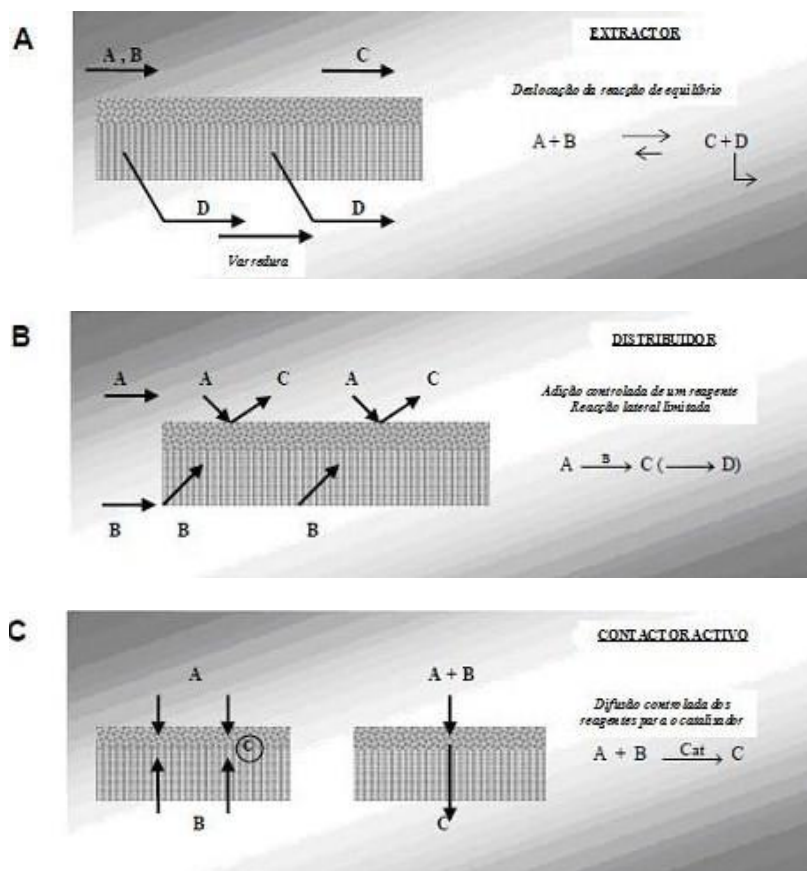 A
EXTRACTOR
A , B
C
Deslocação da reacção de equilíbrio
A + B C + D
D D
Varredura
B
DISTRIBUIDOR
A A C A C
Adição controlada de um reagente
Reacção lateral limitada
A B C ( D)
B B B
C
CONTACTOR ACTIVO
A A + B
Difusão controlada dos
reagentes para o catalisador
C
A + B Cat C
B C